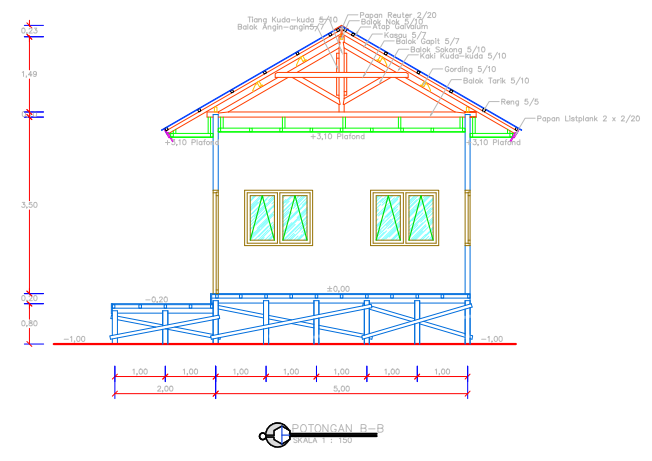 Papan Reuter 2/20
Tiang Kuda-kuda 5/10
Balok Nok 5/10
Balok Angin-angin5/7
Atap Galvalum
Kasau 5/7
Balok Gapit 5/7
Balok Sokong 5/10
Kaki Kuda-kuda 5/10
Gording 5/10
Balok Tarik 5/10
Reng 5/5
Papan Listplank 2 x 2/20
0,23
1,49
+3,10 Plafond
+3,10 Plafond
+3,10 Plafond
3,50
±0,00
-0,20
0,20
0,80
-1,00
-1,00
1,00 1,00 1,00 1,00 1,00 1,00 1,00
2,00 5,00
POTONGAN B-B
SKALA 1 : 150